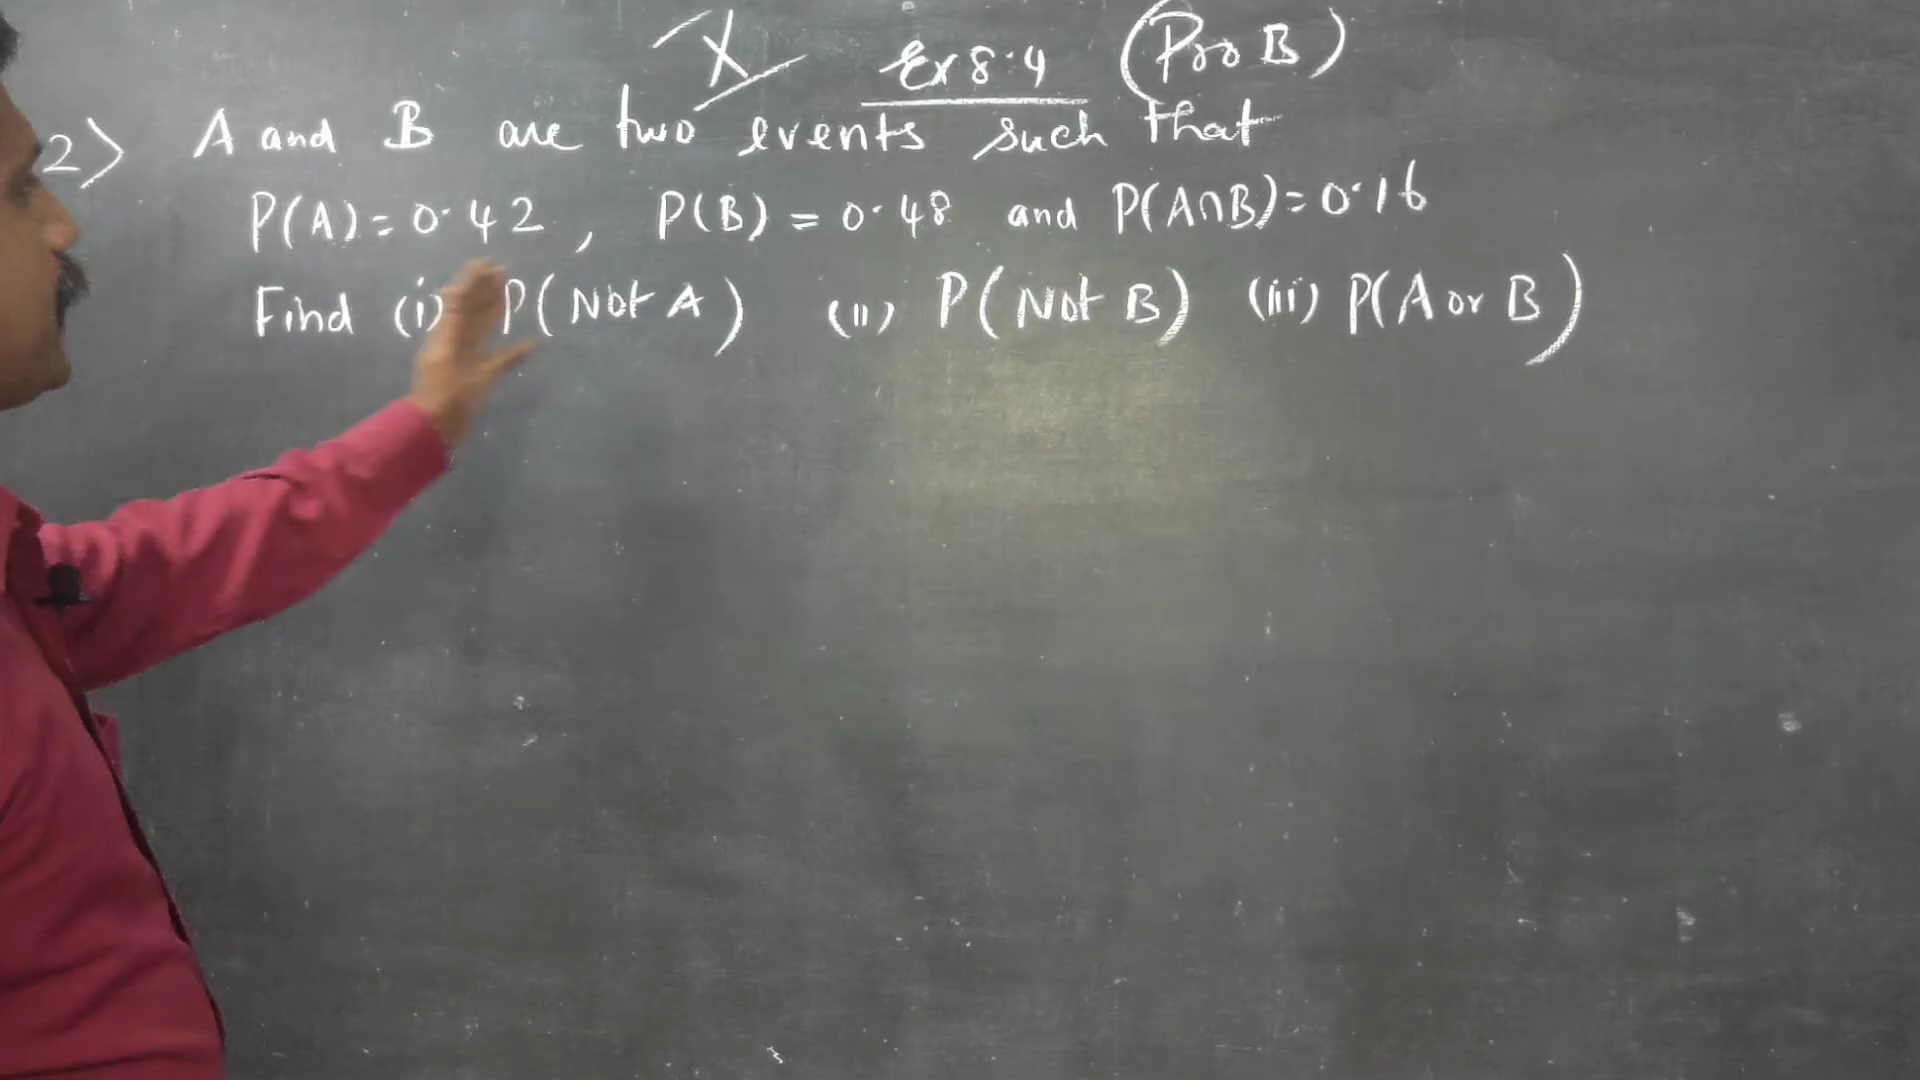 X Ex 8.4 (ProB)
2) A and B are two events such that
P(A) = 0.42, P(B) = 0.48 and P(A∩B) = 0.16
Find (i) P(Not A) (ii) P(Not B) (iii) P(A or B)